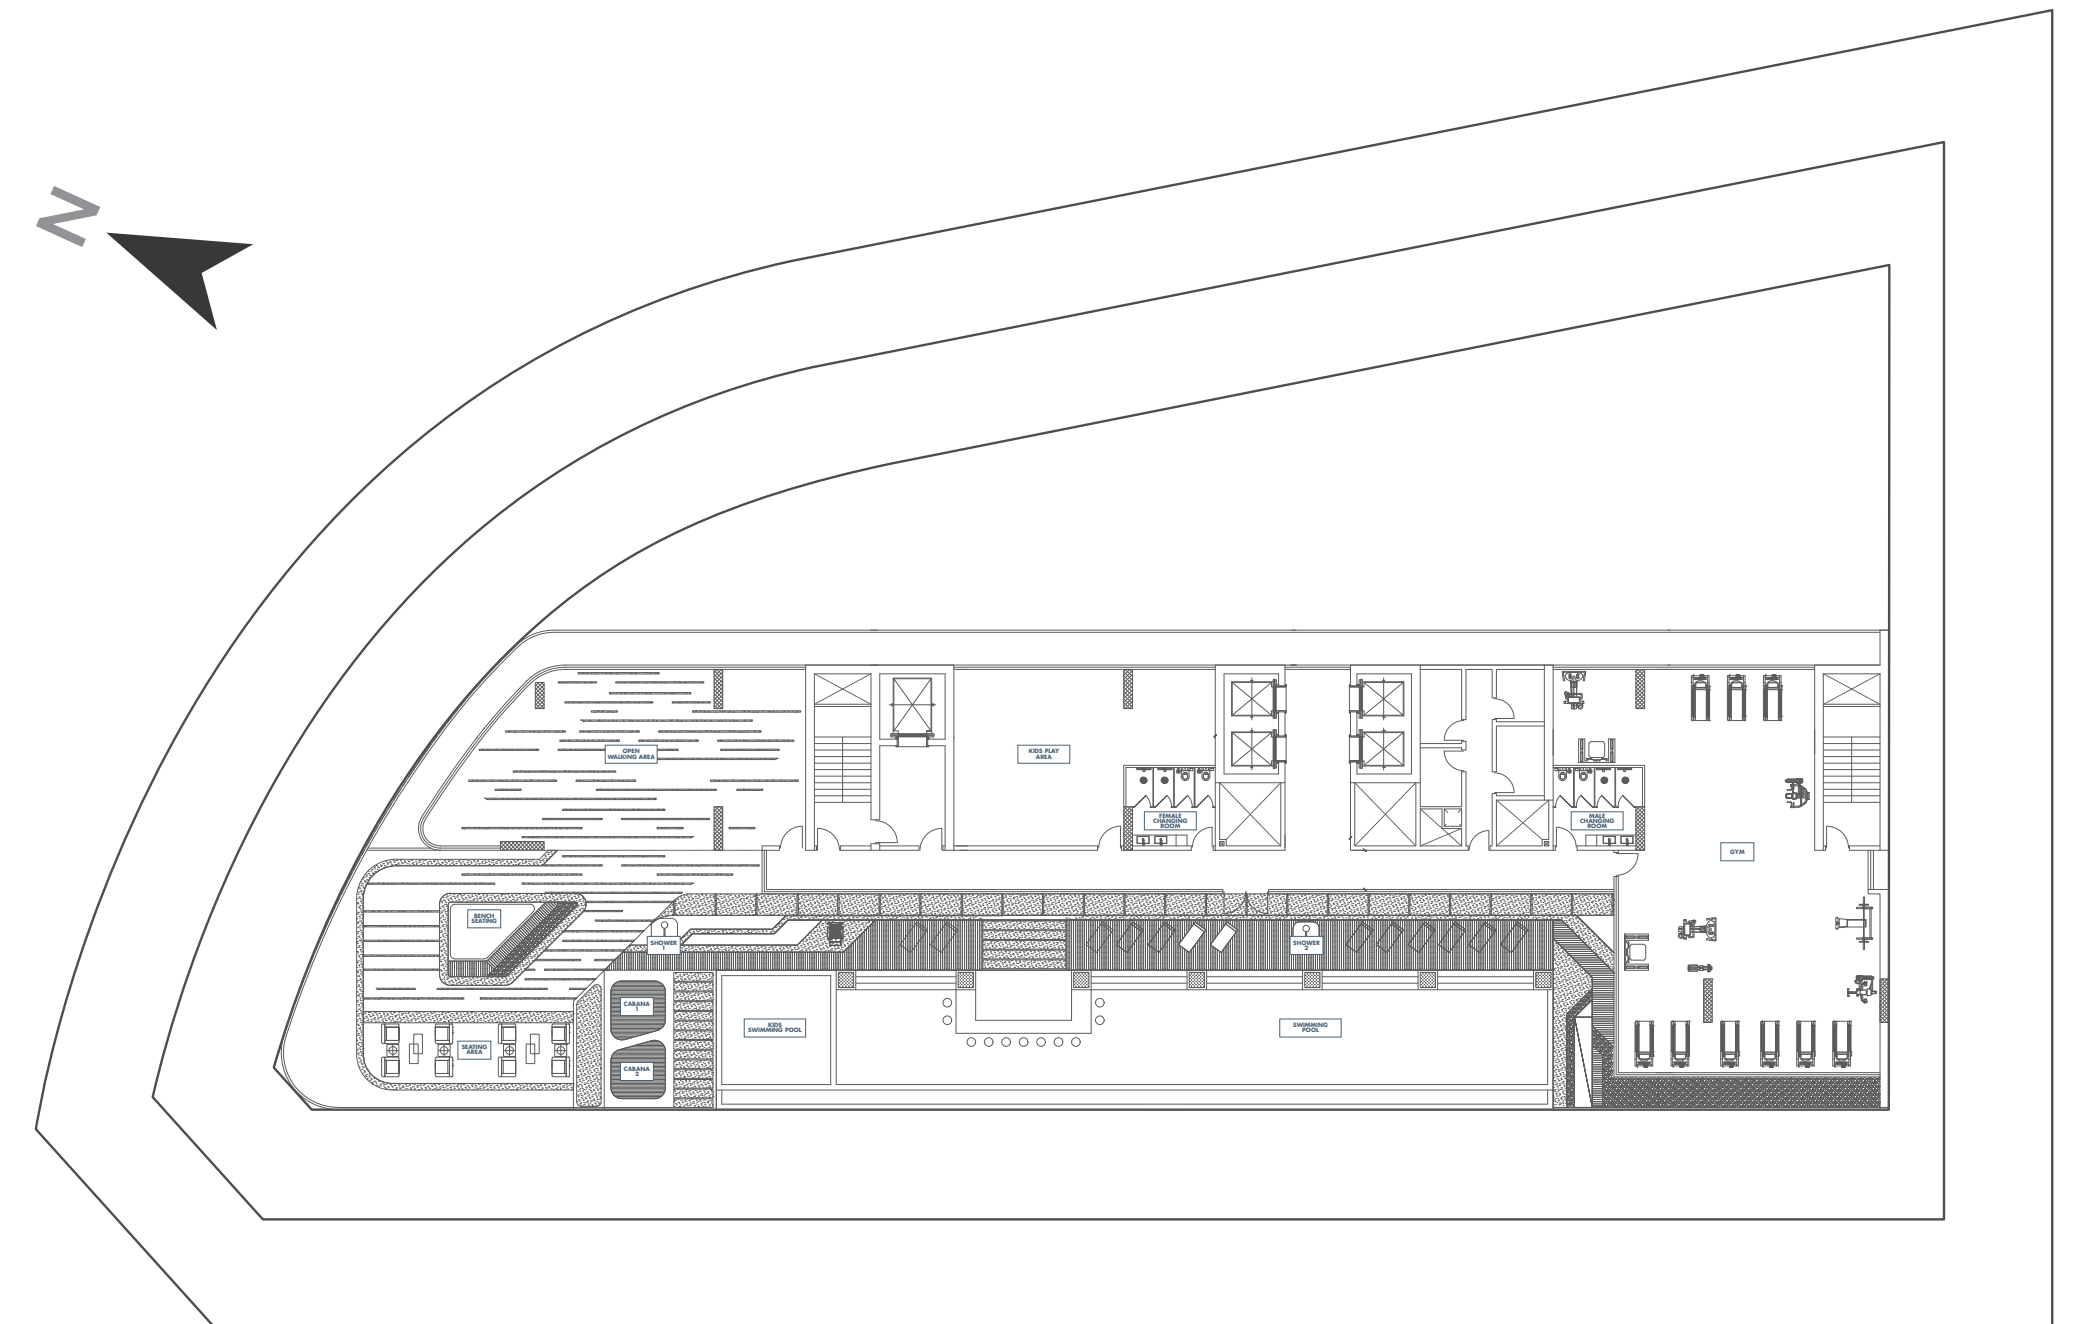 N
OPEN
WALKING AREA
KIDS PLAY
AREA
FEMALE
CHANGING
ROOM
MALE
CHANGING
ROOM
GYM
BENCH
SEATING
SHOWER
1
SHOWER
2
CABANA
1
KIDS
SWIMMING POOL
SWIMMING
POOL
SEATING
AREA
CABANA
2